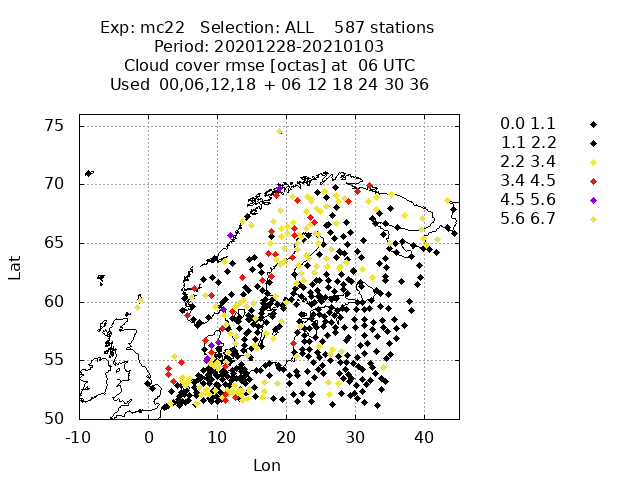 Exp: mc22 Selection: ALL 587 stations
Period: 20201228-20210103
Cloud cover rmse [octas] at 06 UTC
Used 00,06,12,18 + 06 12 18 24 30 36
75
70
65
60
55
50
Lat
-10 0 10 20 30 40
Lon
0.0 1.1
1.1 2.2
2.2 3.4
3.4 4.5
4.5 5.6
5.6 6.7